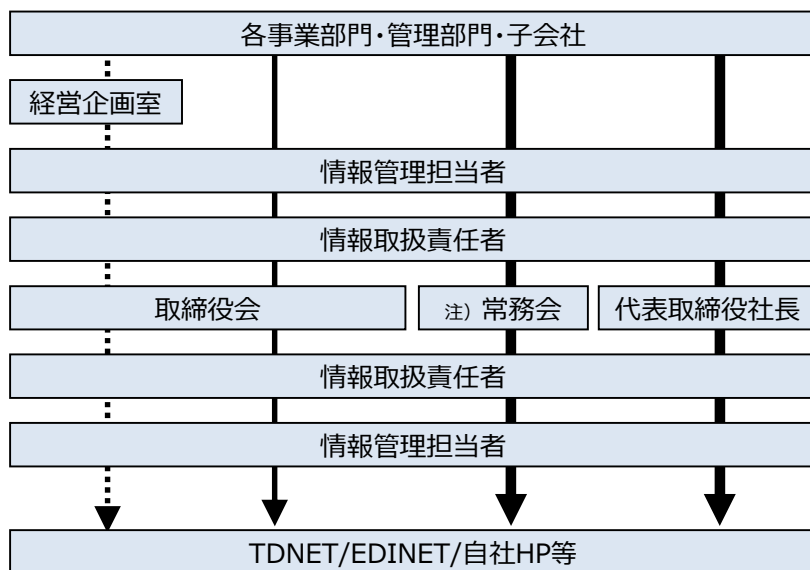 各事業部門・管理部門・子会社
経営企画室
情報管理担当者
情報取扱責任者
取締役会
注）常務会
代表取締役社長
情報取扱責任者
情報管理担当者
TDNET/EDINET/自社HP等